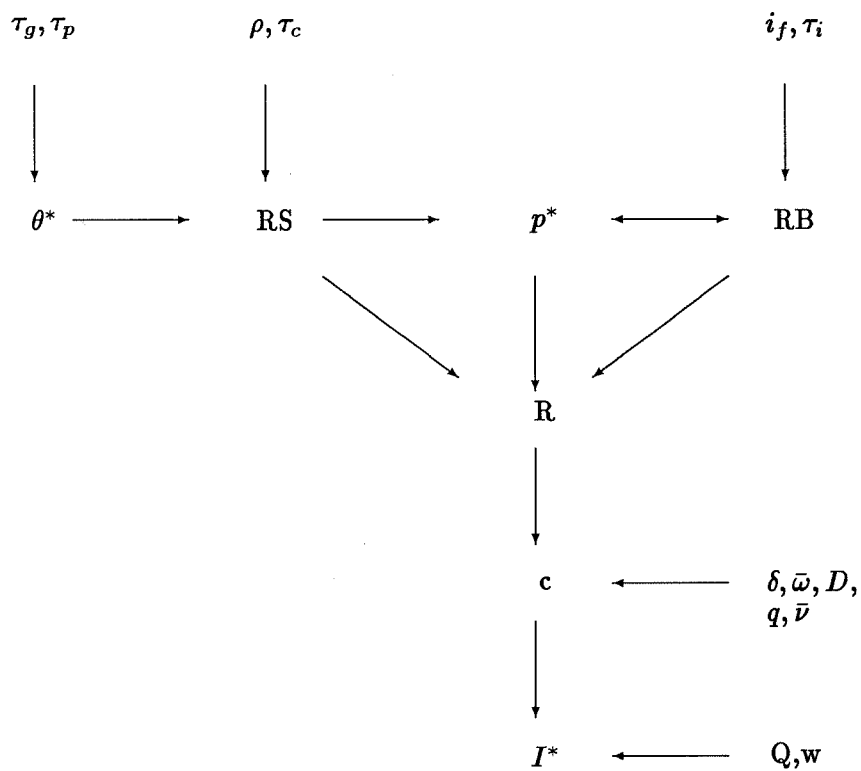 τ_g, τ_p ρ, τ_c i_f, τ_i
θ* RS p* RB
R
c δ, ω̄, D,
q, ν̄
I* Q,w